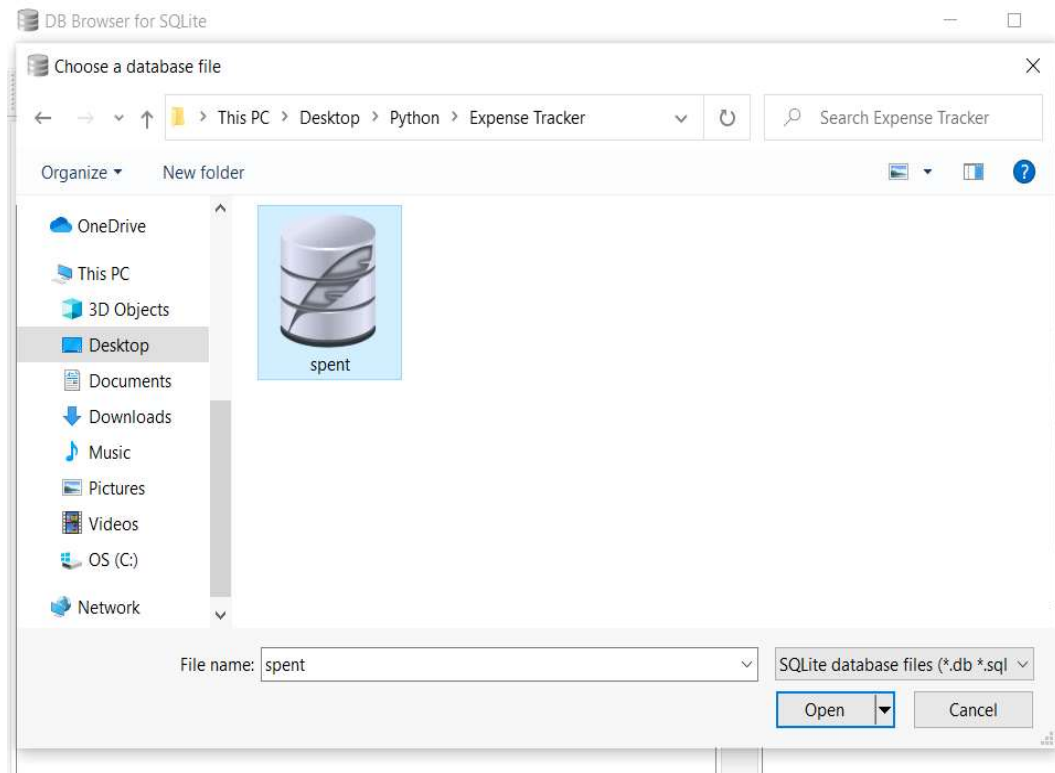 DB Browser for SQLite
Choose a database file
This PC > Desktop > Python > Expense Tracker
Search Expense Tracker
Organize
New folder
OneDrive
This PC
3D Objects
Desktop
Documents
Downloads
Music
Pictures
Videos
OS (C:)
Network
spent
File name: spent
SQLite database files (*.db *.sql
Open
Cancel